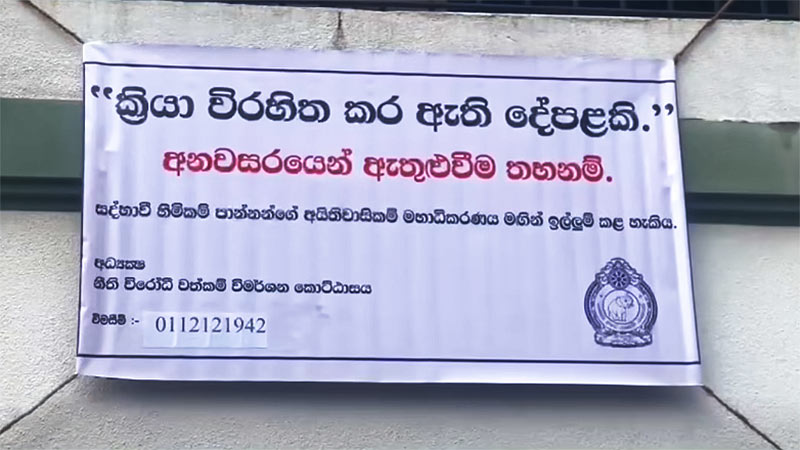 “ක්‍රියා විරහිත කර ඇති දේපළකි.”
අනවසරයෙන් ඇතුළුවීම තහනම්.
සද්භාවී හිමිකම් පාන්නන්ගේ අයිතිවාසිකම් මහාධිකරණය මගින් ඉල්ලුම් කළ හැකිය.
අධ්‍යක්ෂ
නීති විරෝධී වත්කම් විමර්ශන කොට්ඨාසය
විමසීම් :- 0112121942